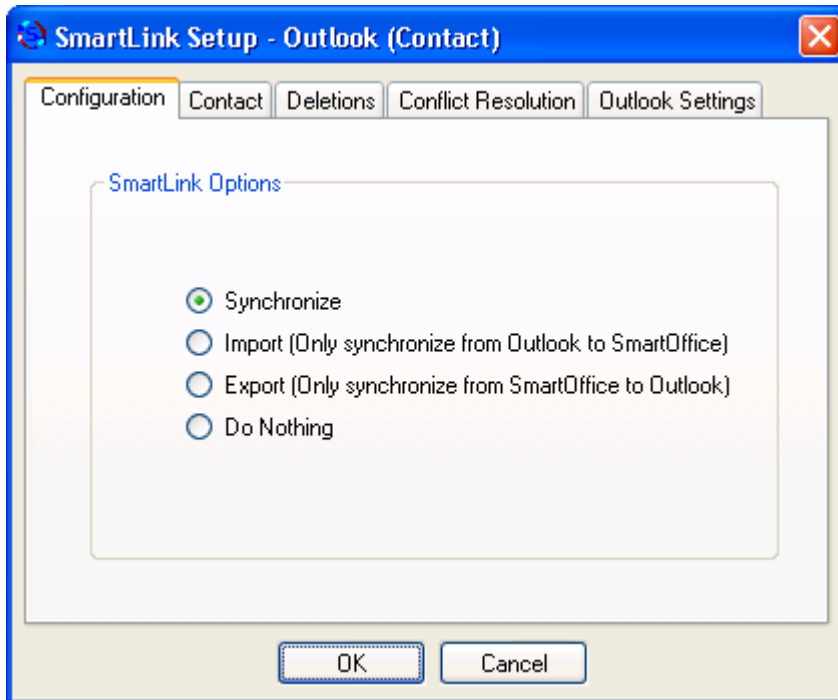 SmartLink Setup - Outlook (Contact)
Configuration Contact Deletions Conflict Resolution Outlook Settings
SmartLink Options
Synchronize
Import (Only synchronize from Outlook to SmartOffice)
Export (Only synchronize from SmartOffice to Outlook)
Do Nothing
OK Cancel